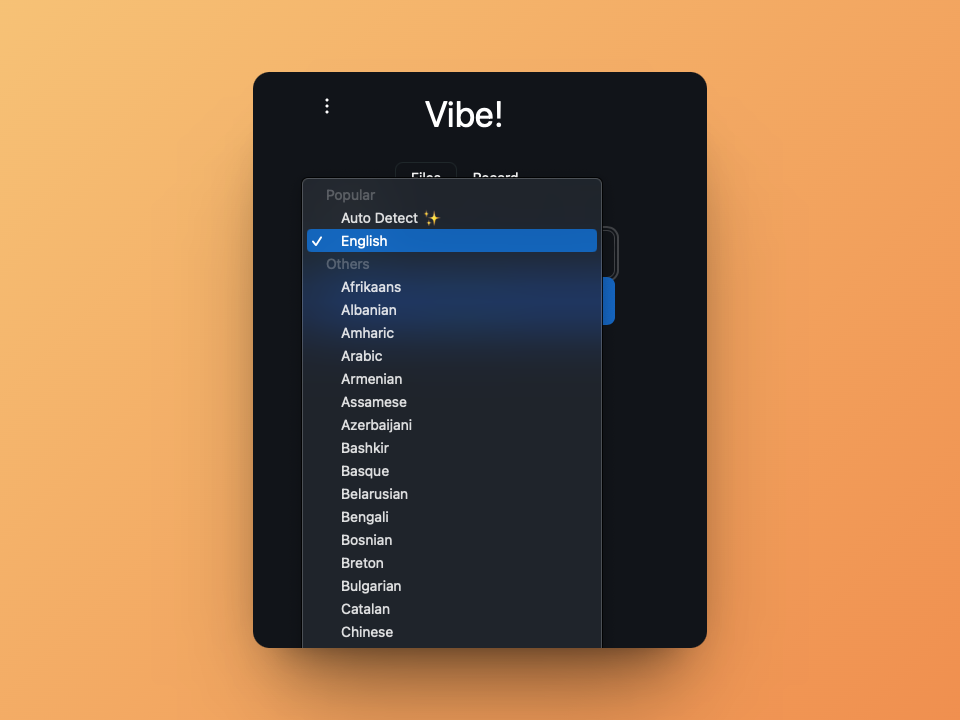 Vibe!
Files Record
Popular
Auto Detect ✨
✓ English
Others
Afrikaans
Albanian
Amharic
Arabic
Armenian
Assamese
Azerbaijani
Bashkir
Basque
Belarusian
Bengali
Bosnian
Breton
Bulgarian
Catalan
Chinese